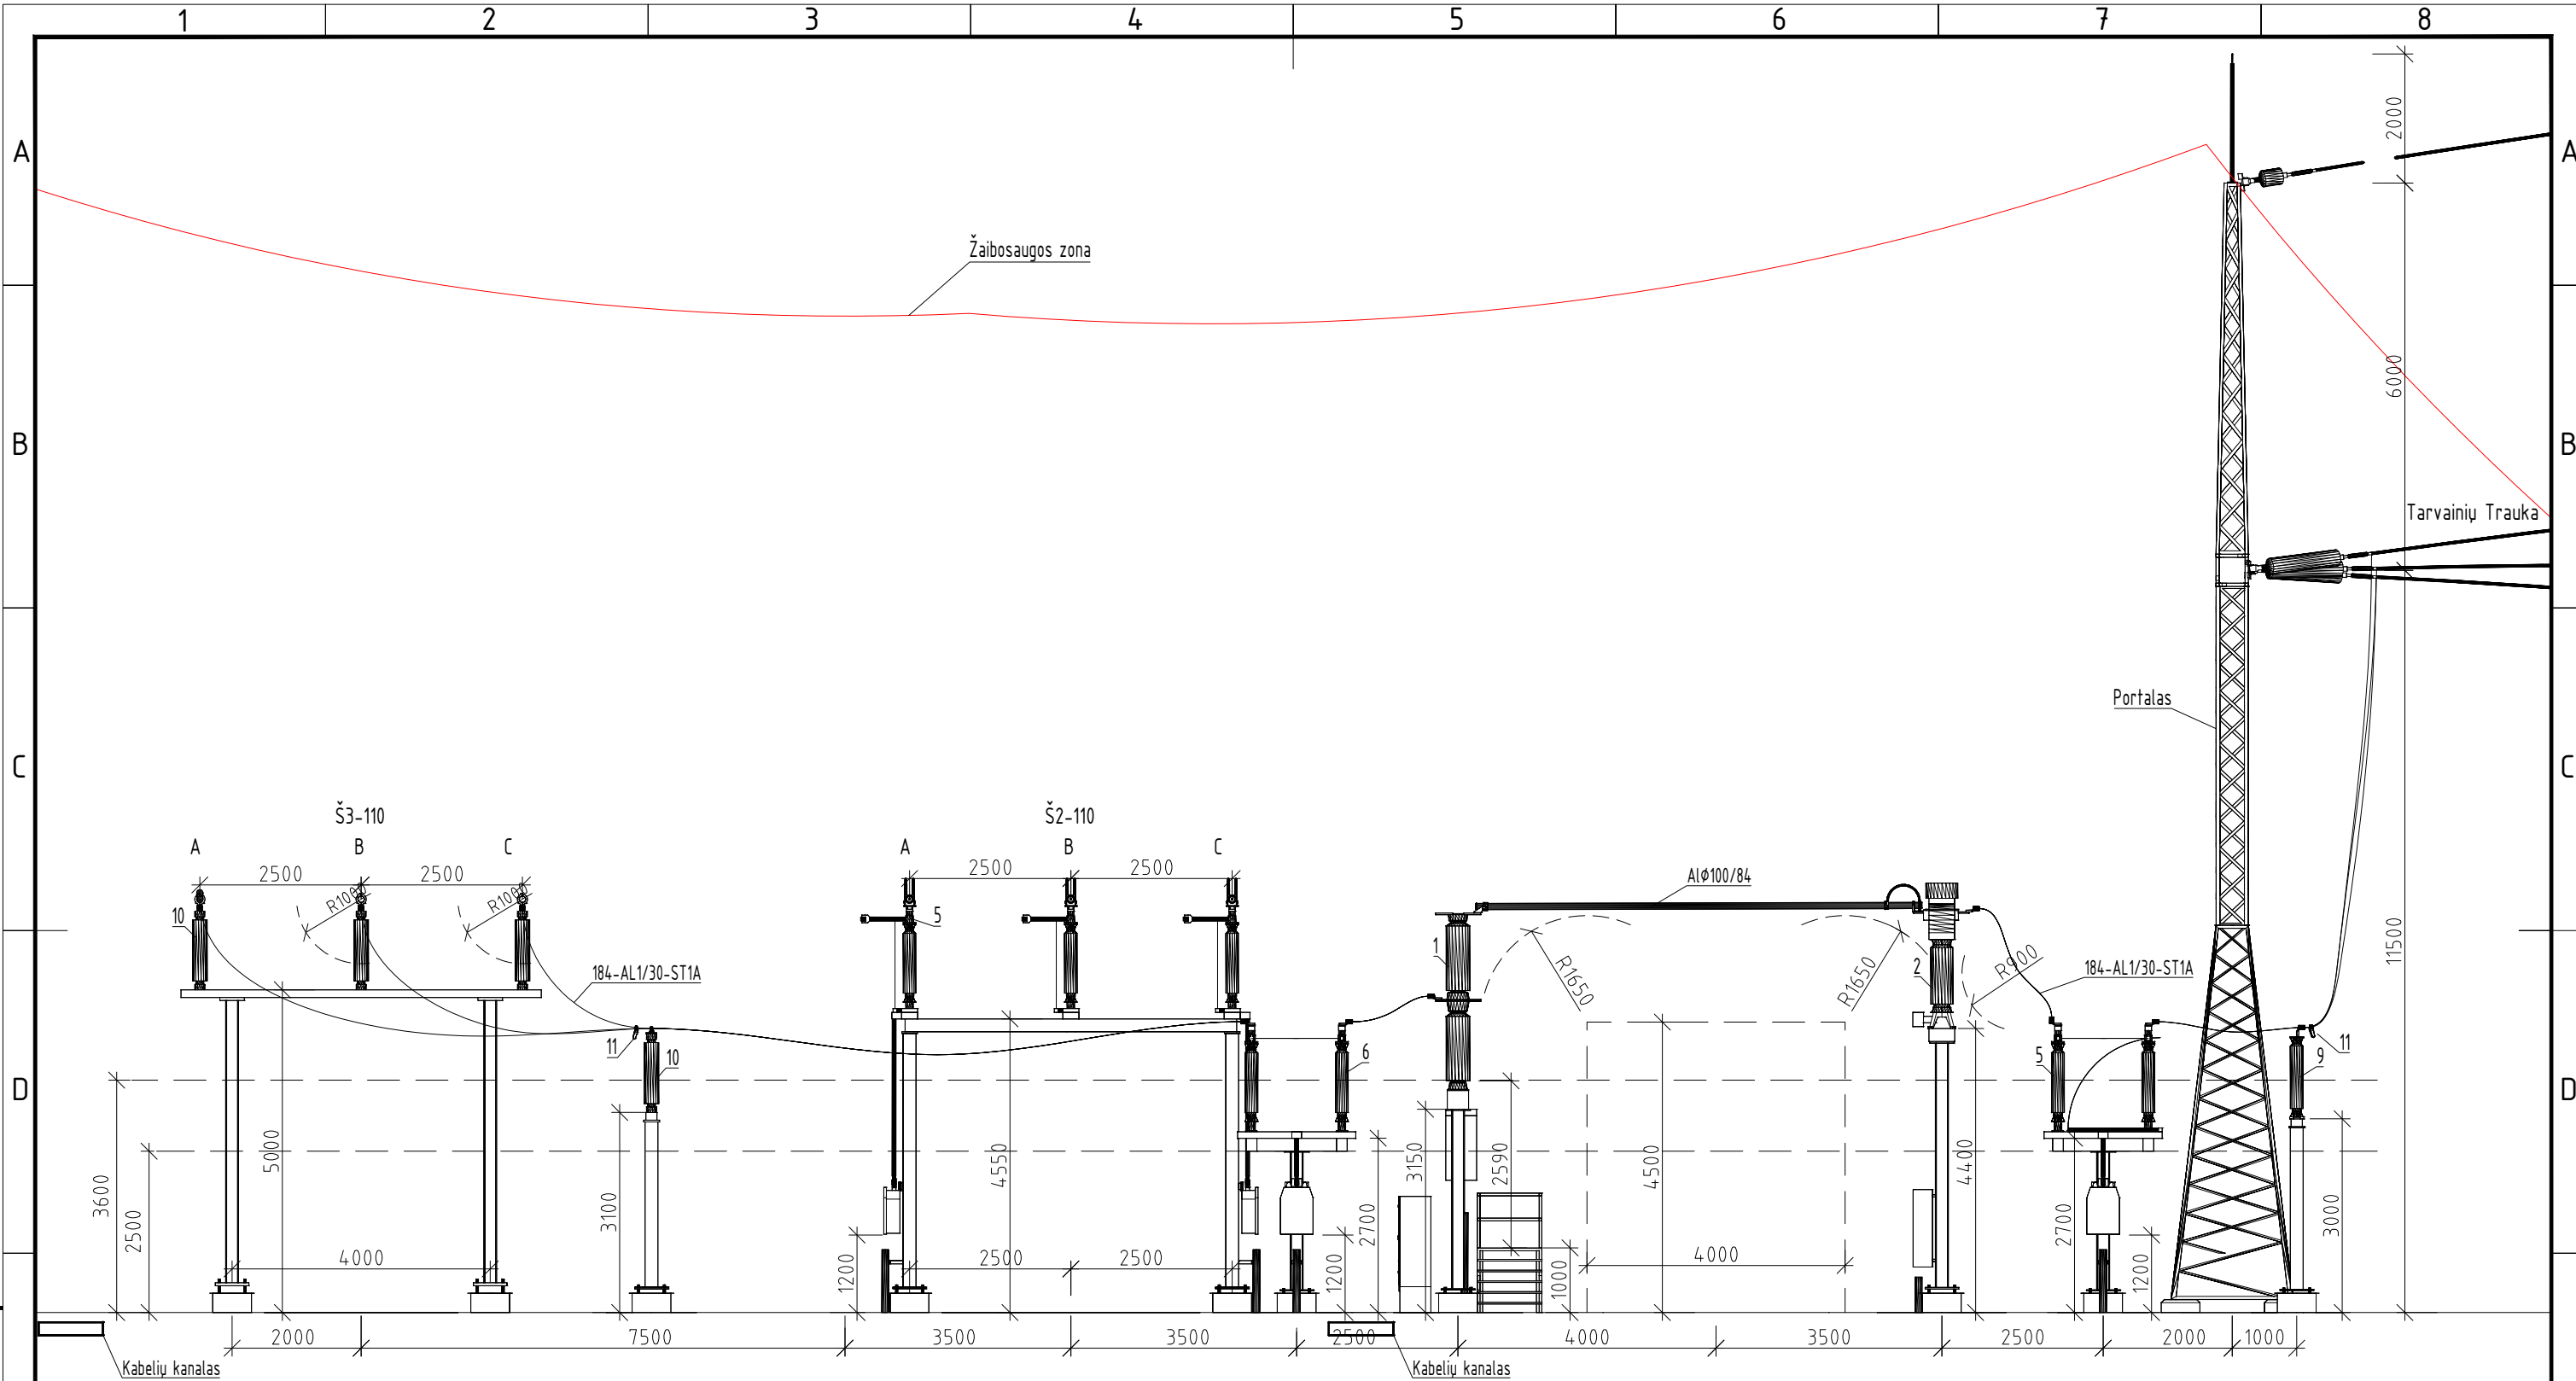 1 2 3 4 5 6 7 8
A A
B B
C C
D D
2000
6000
11500
Žaibosaugos zona
Tarvainių Trauka
Portalas
Š3-110
A B C
2500 2500
R1000 R1000
10
184-AL1/30-ST1A
11
10
Š2-110
A B C
2500 2500
5
6
1
Alø100/84
R1650 R1650
2
R900
184-AL1/30-ST1A
5
11
9
3600
2500
5000
4000
3100
1200
4550
2500 2500
1200
2700
3150
2590
1000
4500
4000
4400
2700
1200
3000
2000 7500 3500 3500 2500 4000 3500 2500 2000 1000
Kabelių kanalas
Kabelių kanalas